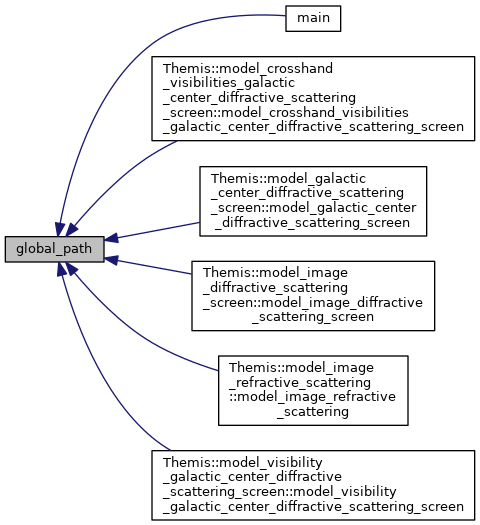 main
Themis::model_crosshand
_visibilities_galactic
_center_diffractive_scattering
_screen::model_crosshand_visibilities
_galactic_center_diffractive_scattering_screen
Themis::model_galactic
_center_diffractive_scattering
_screen::model_galactic_center
_diffractive_scattering_screen
global_path
Themis::model_image
_diffractive_scattering
_screen::model_image_diffractive
_scattering_screen
Themis::model_image
_refractive_scattering
::model_image_refractive
_scattering
Themis::model_visibility
_galactic_center_diffractive
_scattering_screen::model_visibility
_galactic_center_diffractive_scattering_screen